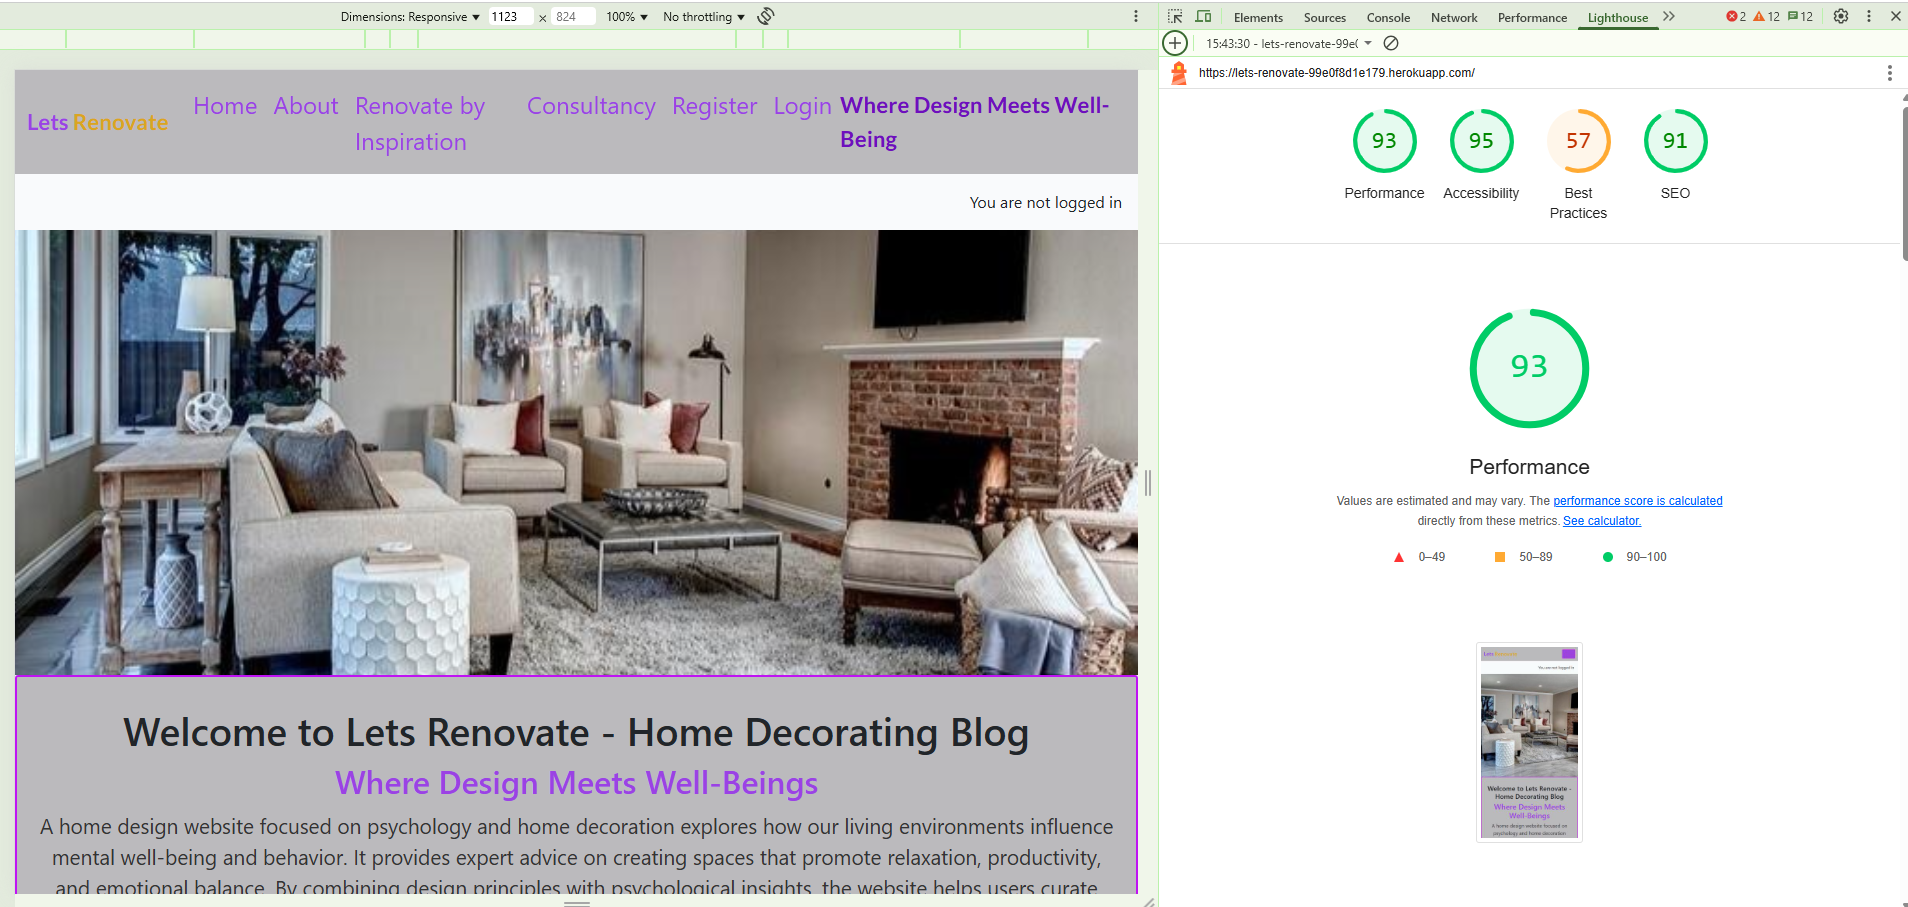 Dimensions: Responsive 1123 × 824 100% No throttling
Elements Sources Console Network Performance Lighthouse 2 12 12
15:43:30 - lets-renovate-99e
https://lets-renovate-99e0f8d1e179.herokuapp.com/
Lets Renovate
Home About Renovate by Inspiration Consultancy Register Login
Where Design Meets Well-
Being
You are not logged in
Welcome to Lets Renovate - Home Decorating Blog
Where Design Meets Well-Beings
A home design website focused on psychology and home decoration explores how our living environments influence
mental well-being and behavior. It provides expert advice on creating spaces that promote relaxation, productivity,
and emotional balance. By combining design principles with psychological insights, the website helps users curate
93 95 57 91
Performance Accessibility Best Practices SEO
93
Performance
Values are estimated and may vary. The performance score is calculated
directly from these metrics. See calculator.
0–49 50–89 90–100
Lets Renovate
You are not logged in
Welcome to Lets Renovate -
Home Decorating Blog
Where Design Meets
Well-Beings
A home design website focused on
psychology and home decoration